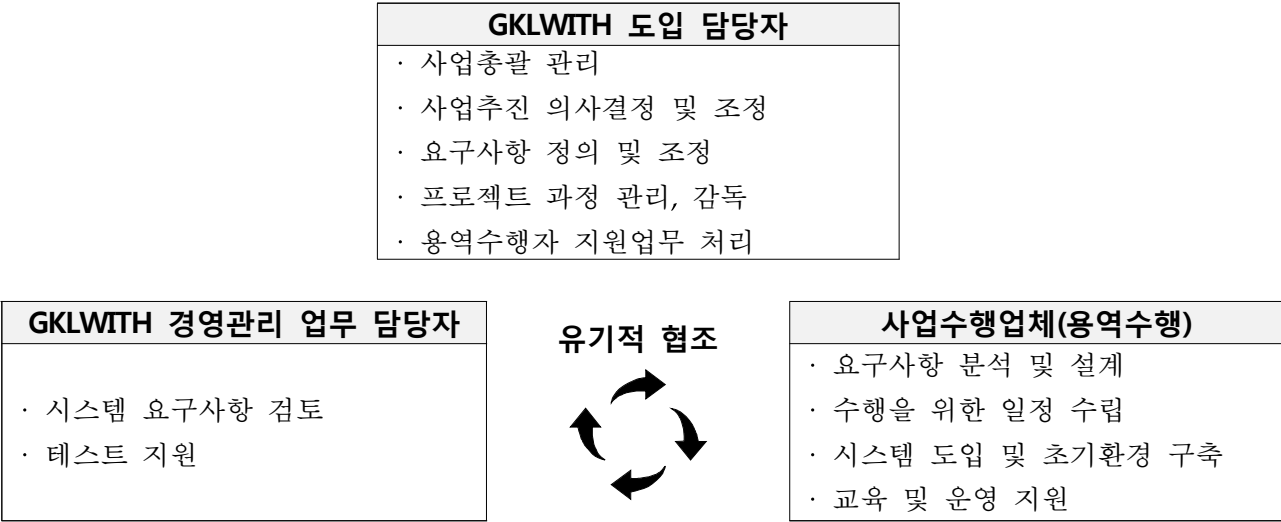 GKLWITH 도입 담당자
· 사업총괄 관리
· 사업추진 의사결정 및 조정
· 요구사항 정의 및 조정
· 프로젝트 과정 관리, 감독
· 용역수행자 지원업무 처리
GKLWITH 경영관리 업무 담당자
· 시스템 요구사항 검토
· 테스트 지원
유기적 협조
사업수행업체(용역수행)
· 요구사항 분석 및 설계
· 수행을 위한 일정 수립
· 시스템 도입 및 초기환경 구축
· 교육 및 운영 지원